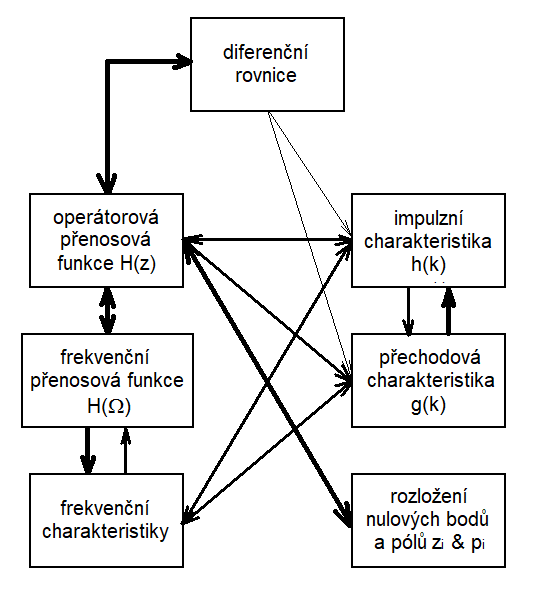 diferenční
rovnice
operátorová
přenosová
funkce H(z)
impulzní
charakteristika
h(k)
frekvenční
přenosová funkce
H(Ω)
přechodová
charakteristika
g(k)
frekvenční
charakteristiky
rozložení
nulových bodů
a pólů zi & pi